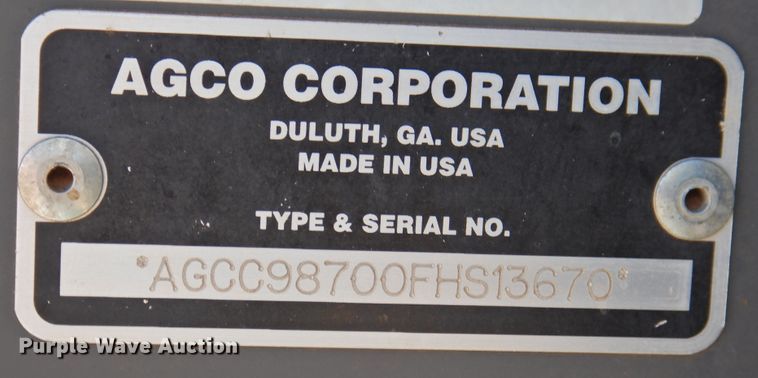 AGCO CORPORATION
DULUTH, GA. USA
MADE IN USA
TYPE & SERIAL NO.
*AGCC98700FHS13670*
Purple Wave Auction